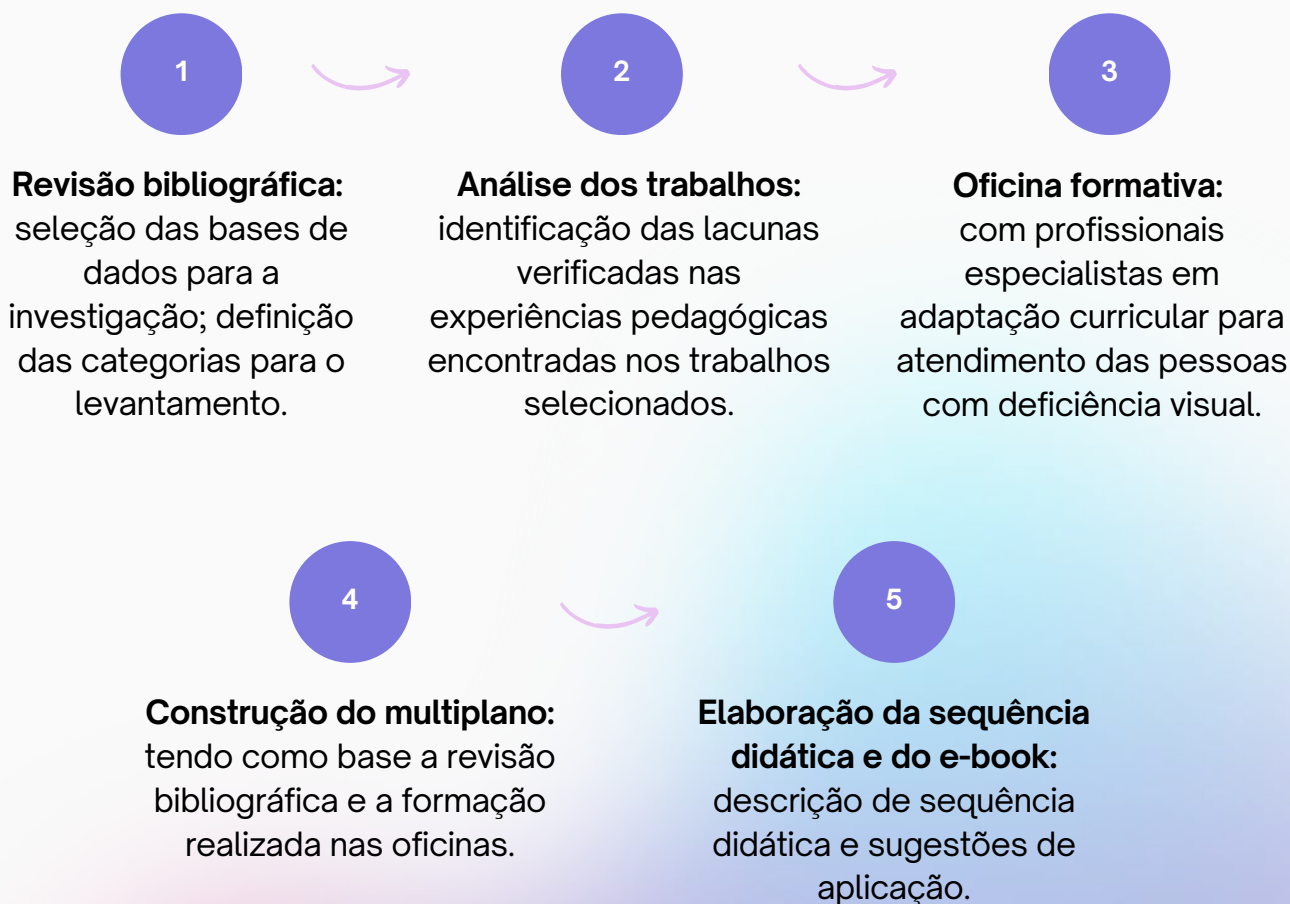 1
Revisão bibliográfica:
seleção das bases de
dados para a
investigação; definição
das categorias para o
levantamento.
2
Análise dos trabalhos:
identificação das lacunas
verificadas nas
experiências pedagógicas
encontradas nos trabalhos
selecionados.
3
Oficina formativa:
com profissionais
especialistas em
adaptação curricular para
atendimento das pessoas
com deficiência visual.
4
Construção do multiplano:
tendo como base a revisão
bibliográfica e a formação
realizada nas oficinas.
5
Elaboração da sequência
didática e do e-book:
descrição de sequência
didática e sugestões de
aplicação.